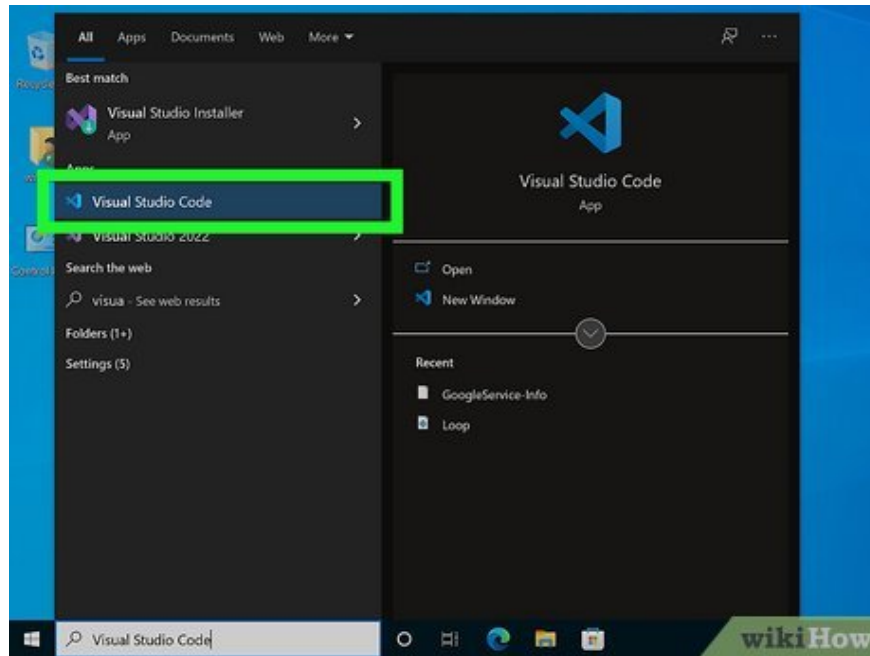 All Apps Documents Web More
Best match
Visual Studio Installer
App
Apps
Visual Studio Code
Visual Studio 2022
Search the web
visua - See web results
Folders (1+)
Settings (5)
Visual Studio Code
App
Open
New Window
Recent
GoogleService-Info
Loop
Visual Studio Code
wikiHow